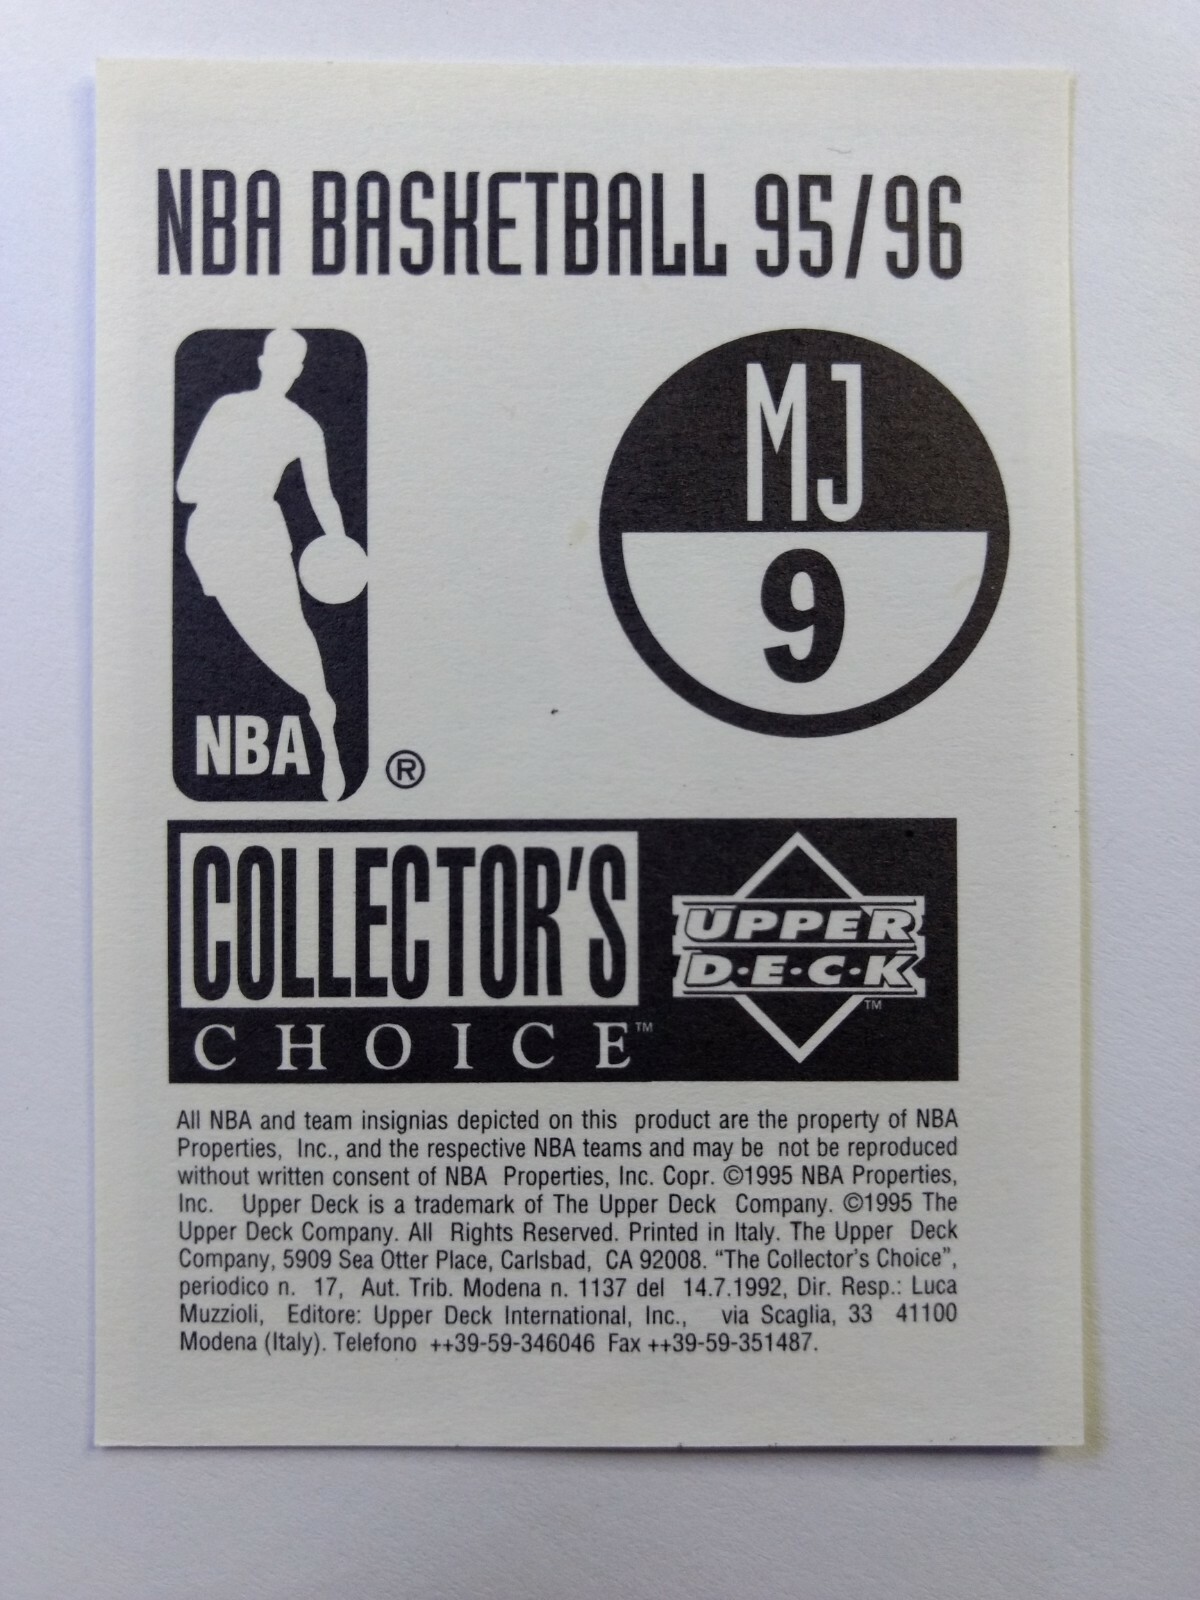 NBA BASKETBALL 95/96
MJ
9
NBA
®
COLLECTOR'S
CHOICE™
UPPER
D·E·C·K
™
All NBA and team insignias depicted on this product are the property of NBA
Properties, Inc., and the respective NBA teams and may be not be reproduced
without written consent of NBA Properties, Inc. Copr. ©1995 NBA Properties,
Inc. Upper Deck is a trademark of The Upper Deck Company. ©1995 The
Upper Deck Company. All Rights Reserved. Printed in Italy. The Upper Deck
Company, 5909 Sea Otter Place, Carlsbad, CA 92008. “The Collector's Choice”,
periodico n. 17, Aut. Trib. Modena n. 1137 del 14.7.1992, Dir. Resp.: Luca
Muzzioli, Editore: Upper Deck International, Inc., via Scaglia, 33 41100
Modena (Italy). Telefono ++39-59-346046 Fax ++39-59-351487.